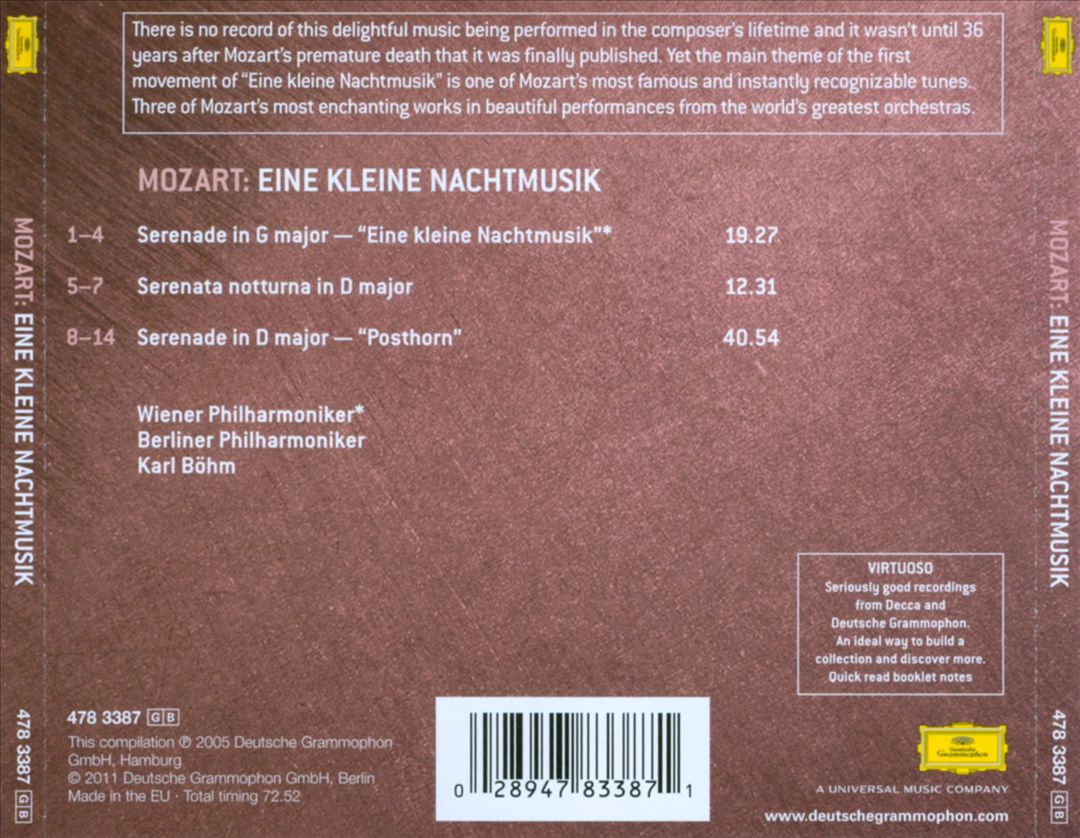 There is no record of this delightful music being performed in the composer's lifetime and it wasn't until 36
years after Mozart's premature death that it was finally published. Yet the main theme of the first
movement of “Eine kleine Nachtmusik” is one of Mozart's most famous and instantly recognizable tunes.
Three of Mozart's most enchanting works in beautiful performances from the world's greatest orchestras.
MOZART: EINE KLEINE NACHTMUSIK
1–4 Serenade in G major — “Eine kleine Nachtmusik”* 19.27
5–7 Serenata notturna in D major 12.31
8–14 Serenade in D major — “Posthorn” 40.54
Wiener Philharmoniker*
Berliner Philharmoniker
Karl Böhm
VIRTUOSO
Seriously good recordings
from Decca and
Deutsche Grammophon.
An ideal way to build a
collection and discover more.
Quick read booklet notes
478 3387 GB
This compilation ℗ 2005 Deutsche Grammophon
GmbH, Hamburg
© 2011 Deutsche Grammophon GmbH, Berlin
Made in the EU · Total timing 72.52
0 28947 83387 1
Deutsche
Grammophon
A UNIVERSAL MUSIC COMPANY
www.deutschegrammophon.com
MOZART: EINE KLEINE NACHTMUSIK
478 3387 GB
MOZART: EINE KLEINE NACHTMUSIK
478 3387 GB